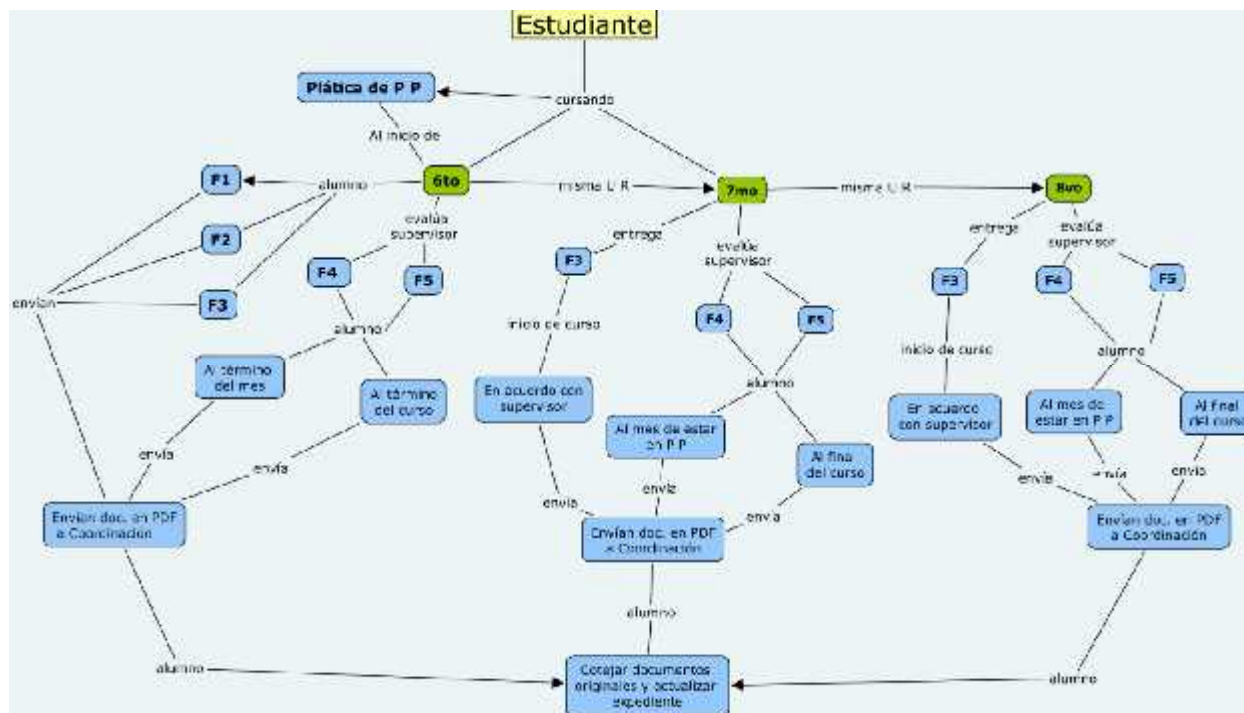 Estudiante
Plática de P P
cursando
Al inicio de
F1
alumno
6to
misma U R
7mo
misma U R
8vo
F2
evalúa
supervisor
entrega
evalúa
supervisor
entrega
evalúa
supervisor
F3
F4
F5
F3
F3
F4
F5
envían
F4
F5
alumno
inicio de curso
inicio de curso
alumno
Al término
del mes
Al término
del curso
En acuerdo con
supervisor
alumno
En acuerdo
con supervisor
Al mes de
estar en P P
Al final
del curso
Al mes de estar
en P P
Al fina
del curso
envía
envía
envía
envía
envía
envía
envía
envía
Envían doc. en PDF
a Coordinación
Envían doc. en PDF
a Coordinación
Envían doc. en PDF
a Coordinación
alumno
alumno
alumno
Cotejar documentos
originales y actualizar
expediente